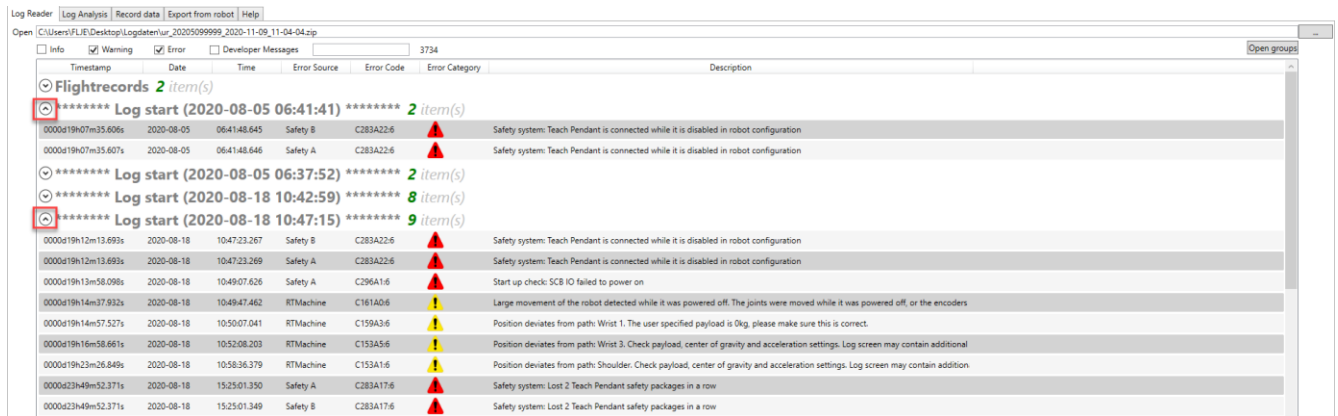 Log Reader Log Analysis Record data Export from robot Help
Open C:\Users\FLJE\Desktop\Logdaten\ur_20205099999_2020-11-09_11-04-04.zip ...
Info Warning Error Developer Messages 3734 Open groups
Timestamp Date Time Error Source Error Code Error Category Description
Flightrecords 2 item(s)
******** Log start (2020-08-05 06:41:41) ******** 2 item(s)
0000d19h07m35.606s 2020-08-05 06:41:48.645 Safety B C283A22:6 Safety system: Teach Pendant is connected while it is disabled in robot configuration
0000d19h07m35.607s 2020-08-05 06:41:48.646 Safety A C283A22:6 Safety system: Teach Pendant is connected while it is disabled in robot configuration
******** Log start (2020-08-05 06:37:52) ******** 2 item(s)
******** Log start (2020-08-18 10:42:59) ******** 8 item(s)
******** Log start (2020-08-18 10:47:15) ******** 9 item(s)
0000d19h12m13.693s 2020-08-18 10:47:23.267 Safety B C283A22:6 Safety system: Teach Pendant is connected while it is disabled in robot configuration
0000d19h12m13.693s 2020-08-18 10:47:23.269 Safety A C283A22:6 Safety system: Teach Pendant is connected while it is disabled in robot configuration
0000d19h13m58.098s 2020-08-18 10:49:07.626 Safety A C296A1:6 Start up check: SCB IO failed to power on
0000d19h14m37.932s 2020-08-18 10:49:47.462 RTMachine C161A0:6 Large movement of the robot detected while it was powered off. The joints were moved while it was powered off, or the encoders
0000d19h14m57.527s 2020-08-18 10:50:07.041 RTMachine C159A3:6 Position deviates from path: Wrist 1. The user specified payload is 0kg, please make sure this is correct.
0000d19h16m58.661s 2020-08-18 10:52:08.203 RTMachine C153A5:6 Position deviates from path: Wrist 3. Check payload, center of gravity and acceleration settings. Log screen may contain additional
0000d19h23m26.849s 2020-08-18 10:58:36.379 RTMachine C153A1:6 Position deviates from path: Shoulder. Check payload, center of gravity and acceleration settings. Log screen may contain addition
0000d23h49m52.371s 2020-08-18 15:25:01.350 Safety A C283A17:6 Safety system: Lost 2 Teach Pendant safety packages in a row
0000d23h49m52.371s 2020-08-18 15:25:01.349 Safety B C283A17:6 Safety system: Lost 2 Teach Pendant safety packages in a row